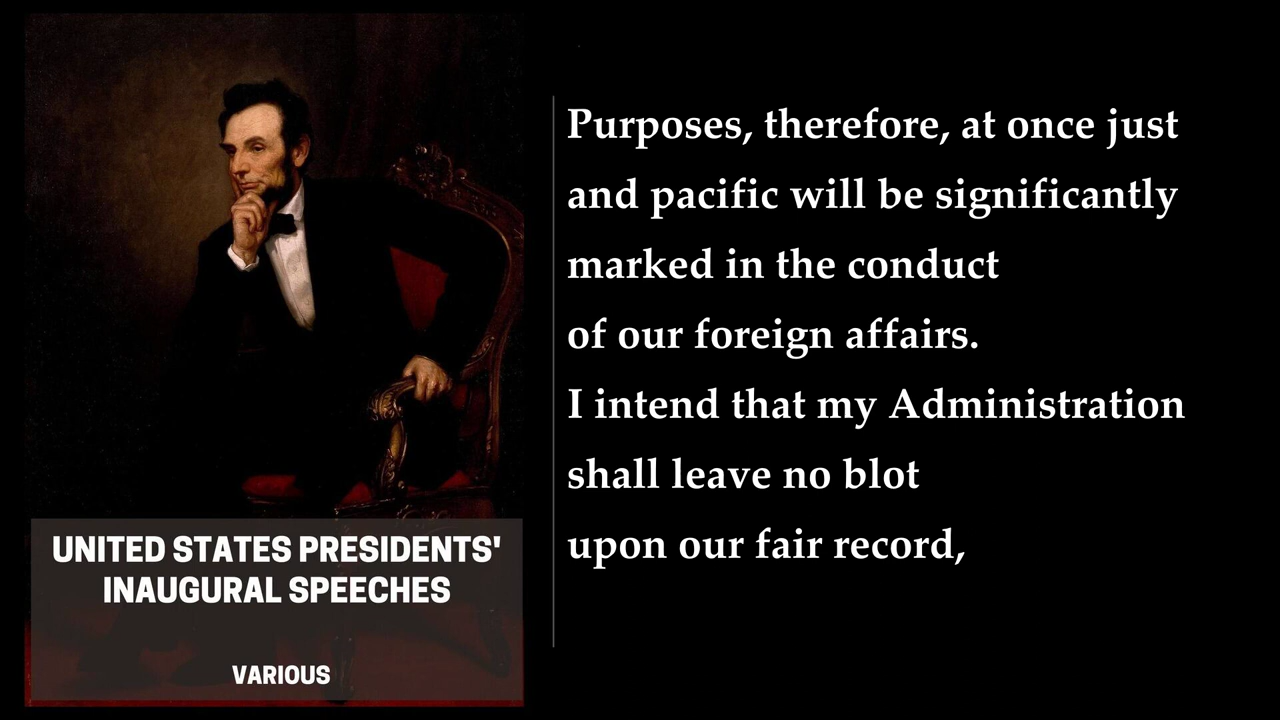 UNITED STATES PRESIDENTS'
INAUGURAL SPEECHES
VARIOUS
Purposes, therefore, at once just
and pacific will be significantly
marked in the conduct
of our foreign affairs.
I intend that my Administration
shall leave no blot
upon our fair record,